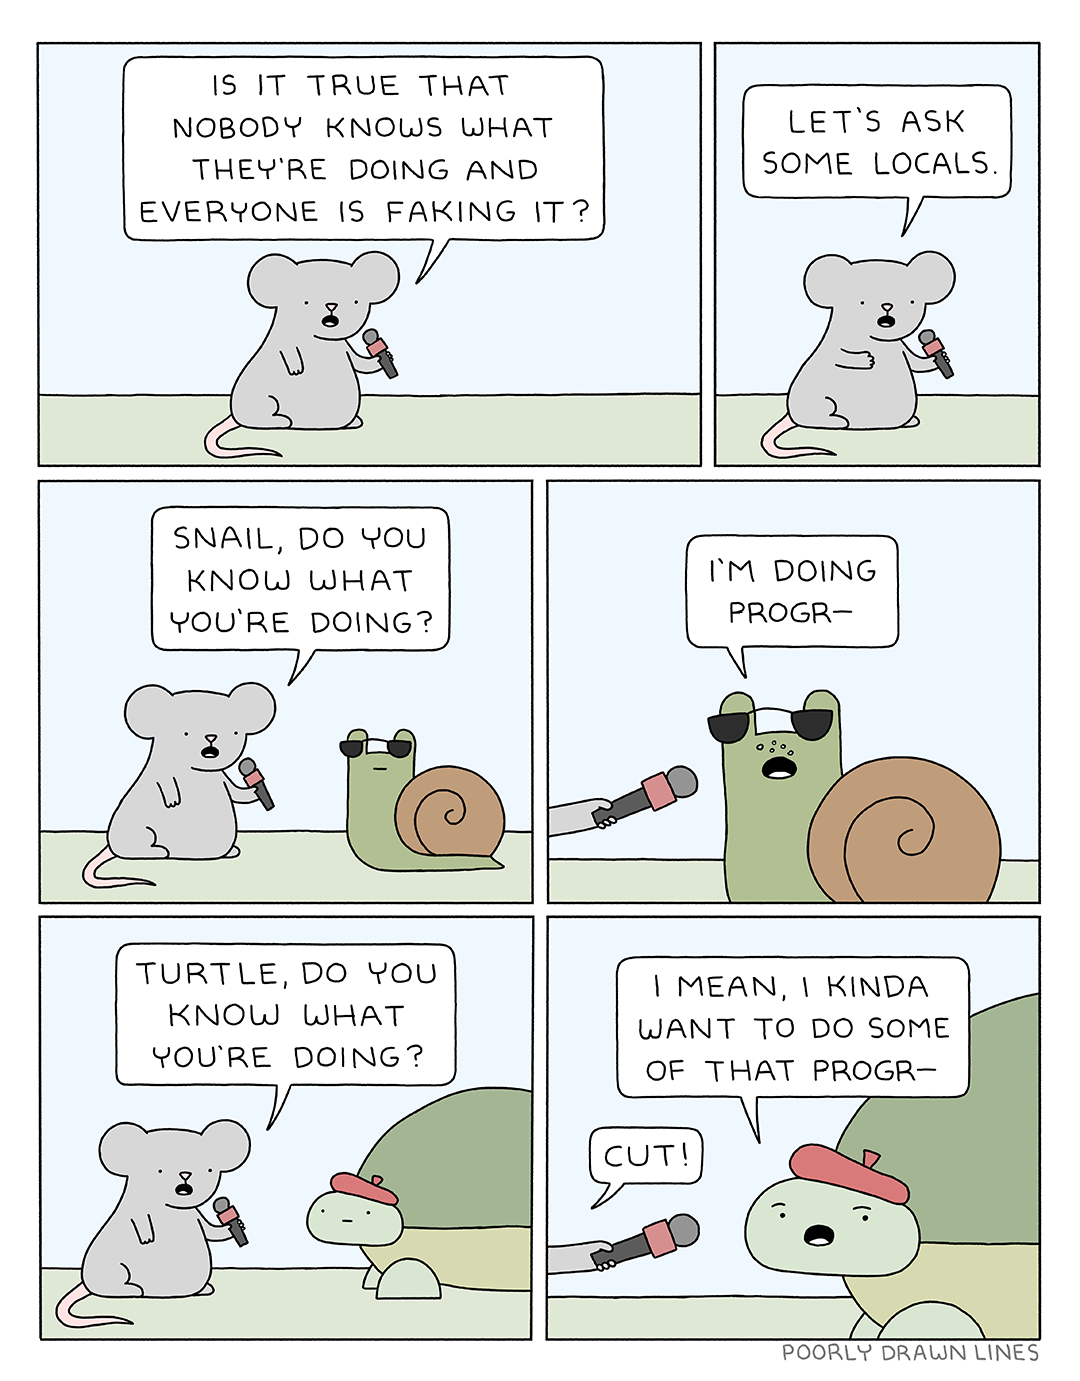 IS IT TRUE THAT
NOBODY KNOWS WHAT
THEY'RE DOING AND
EVERYONE IS FAKING IT?
LET'S ASK
SOME LOCALS.
SNAIL, DO YOU
KNOW WHAT
YOU'RE DOING?
I'M DOING
PROGR—
TURTLE, DO YOU
KNOW WHAT
YOU'RE DOING?
I MEAN, I KINDA
WANT TO DO SOME
OF THAT PROGR—
CUT!
POORLY DRAWN LINES